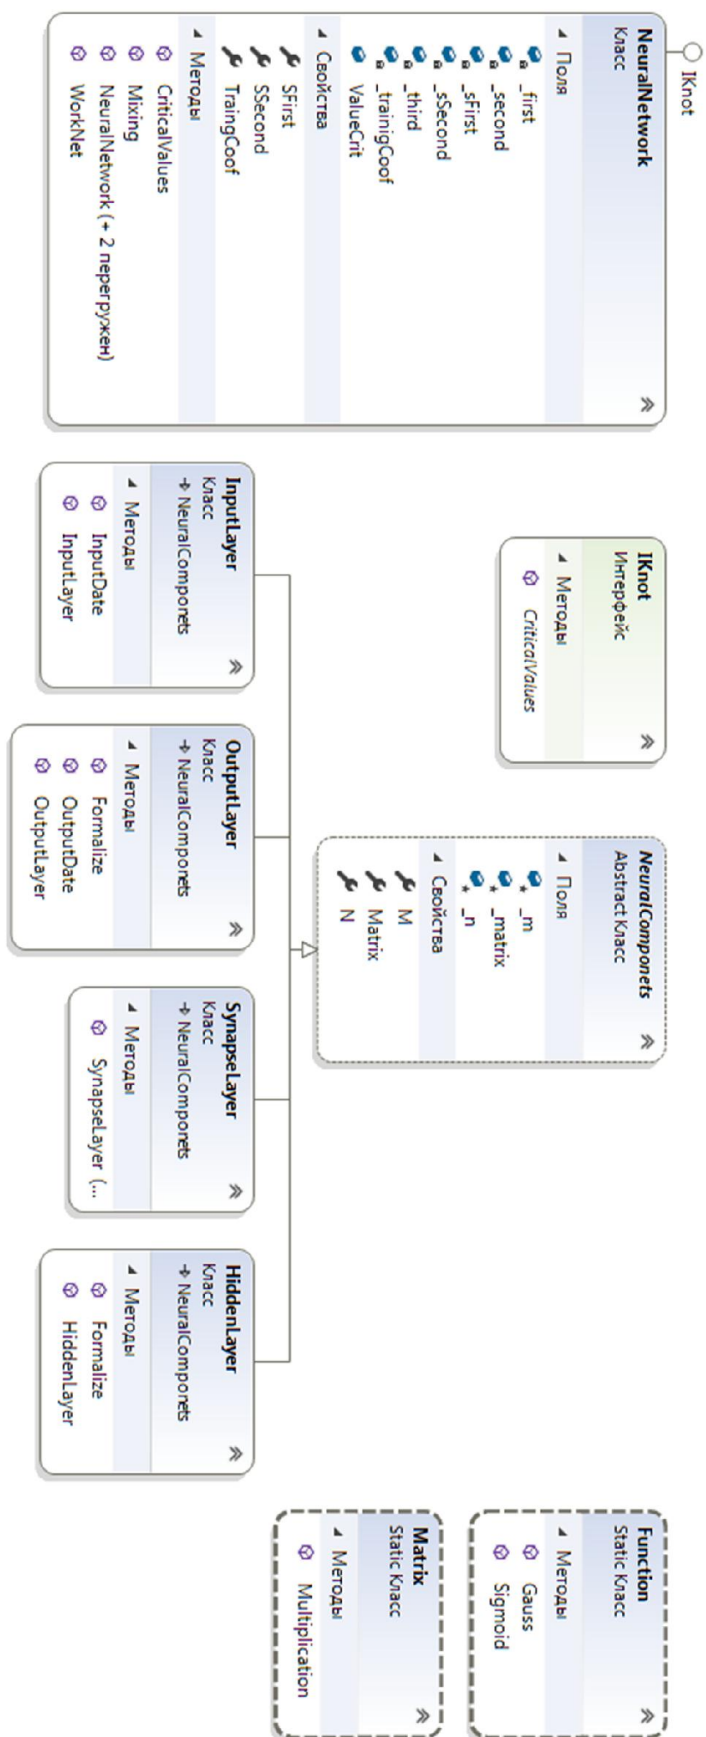 IKnot
NeuralNetwork
Класс
Поля
_first
_second
_sFirst
_sSecond
_third
_trainigCoof
ValueCrit
Свойства
SFirst
SSecond
TraingCoof
Методы
CriticalValues
Mixing
NeuralNetwork (+ 2 перегружен)
WorkNet
IKnot
Интерфейс
Методы
CriticalValues
NeuralComponets
Abstract Класс
Поля
_m
_matrix
_n
Свойства
M
Matrix
N
Function
Static Класс
Методы
Gauss
Sigmoid
Matrix
Static Класс
Методы
Multiplication
InputLayer
Класс
NeuralComponets
Методы
InputDate
InputLayer
OutputLayer
Класс
NeuralComponets
Методы
Formalize
OutputDate
OutputLayer
SynapseLayer
Класс
NeuralComponets
Методы
SynapseLayer (...
HiddenLayer
Класс
NeuralComponets
Методы
Formalize
HiddenLayer